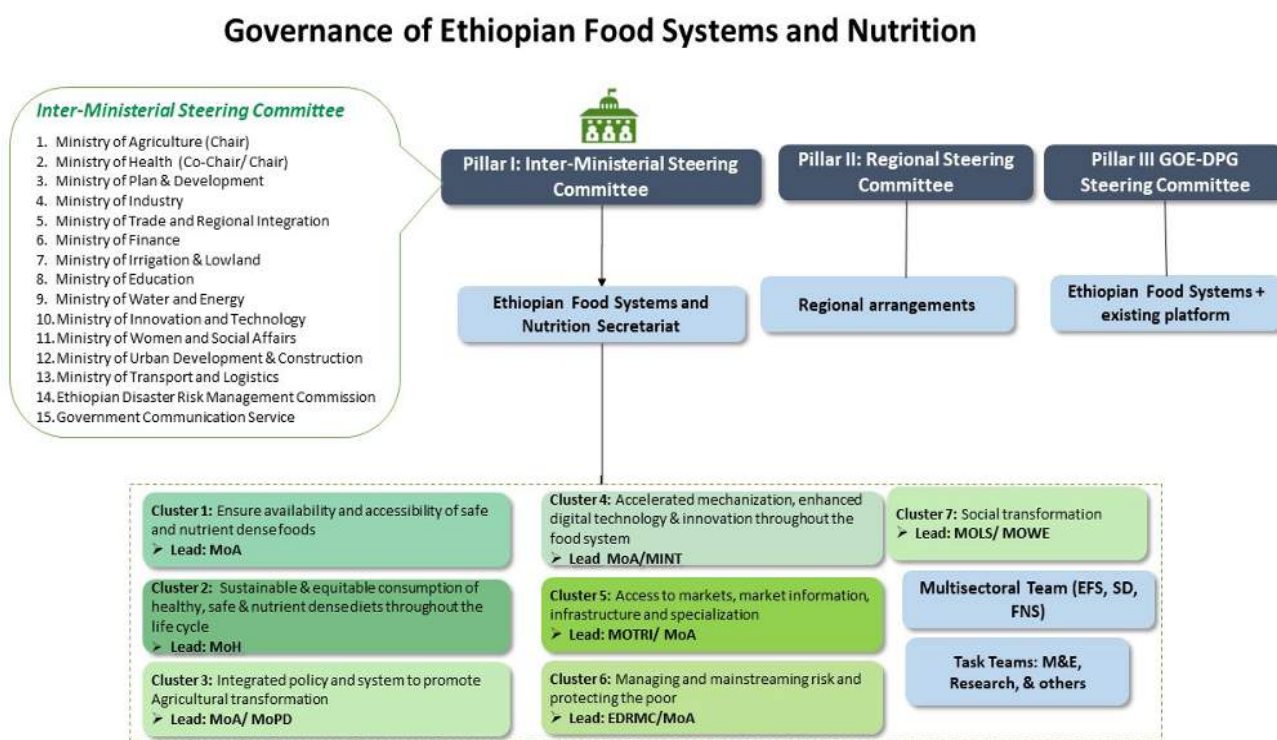 Governance of Ethiopian Food Systems and Nutrition
Inter-Ministerial Steering Committee
1. Ministry of Agriculture (Chair)
2. Ministry of Health (Co-Chair/ Chair)
3. Ministry of Plan & Development
4. Ministry of Industry
5. Ministry of Trade and Regional Integration
6. Ministry of Finance
7. Ministry of Irrigation & Lowland
8. Ministry of Education
9. Ministry of Water and Energy
10. Ministry of Innovation and Technology
11. Ministry of Women and Social Affairs
12. Ministry of Urban Development & Construction
13. Ministry of Transport and Logistics
14. Ethiopian Disaster Risk Management Commission
15. Government Communication Service
Pillar I: Inter-Ministerial Steering
Committee
Pillar II: Regional Steering
Committee
Pillar III GOE-DPG
Steering Committee
Ethiopian Food Systems and
Nutrition Secretariat
Regional arrangements
Ethiopian Food Systems +
existing platform
Cluster 1: Ensure availability and accessibility of safe
and nutrient dense foods
➤ Lead: MoA
Cluster 2: Sustainable & equitable consumption of
healthy, safe & nutrient dense diets throughout the
life cycle
➤ Lead: MoH
Cluster 3: Integrated policy and system to promote
Agricultural transformation
➤ Lead: MoA/ MoPD
Cluster 4: Accelerated mechanization, enhanced
digital technology & innovation throughout the
food system
➤ Lead MoA/MINT
Cluster 5: Access to markets, market information,
infrastructure and specialization
➤ Lead: MOTRI/ MoA
Cluster 6: Managing and mainstreaming risk and
protecting the poor
➤ Lead: EDRMC/MoA
Cluster 7: Social transformation
➤ Lead: MOLS/ MOWE
Multisectoral Team (EFS, SD,
FNS)
Task Teams: M&E,
Research, & others